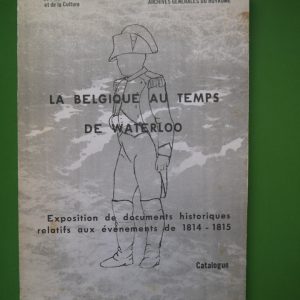 et de la Culture
ARCHIVES GENERALES DU ROYAUME
LA BELGIQUE AU TEMPS
DE WATERLOO
Exposition de documents historiques
relatifs aux événements de 1814 - 1815
Catalogue